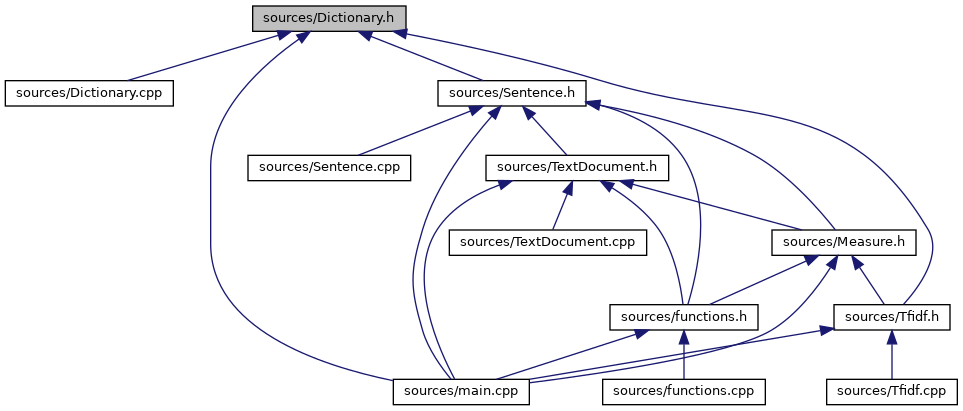 sources/Dictionary.h
sources/Dictionary.cpp
sources/Sentence.h
sources/Sentence.cpp
sources/TextDocument.h
sources/TextDocument.cpp
sources/Measure.h
sources/functions.h
sources/Tfidf.h
sources/main.cpp
sources/functions.cpp
sources/Tfidf.cpp